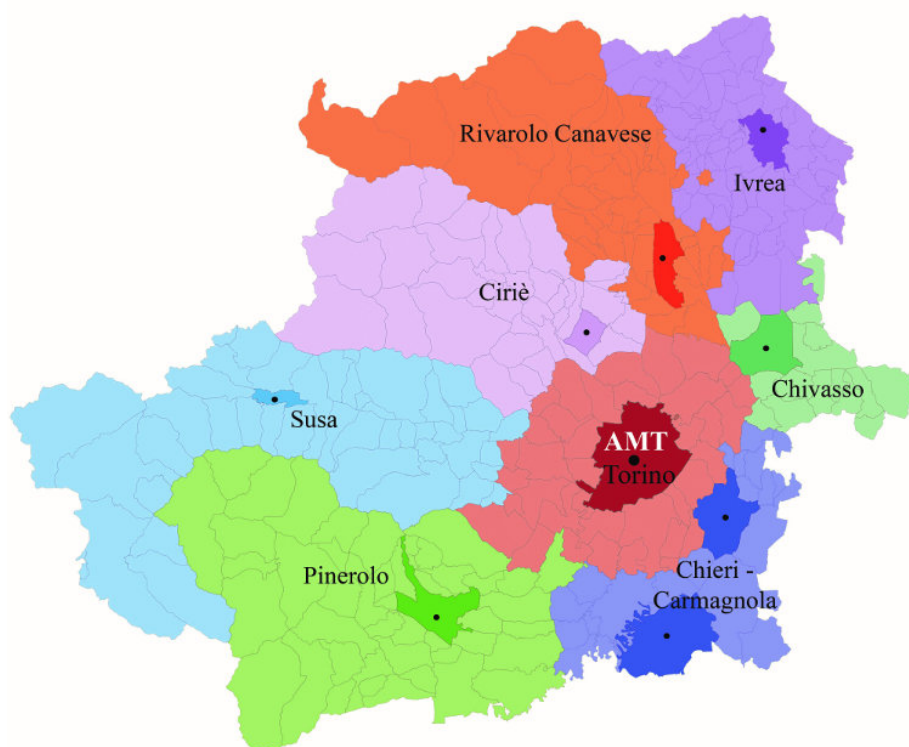 Rivarolo Canavese
Ivrea
Ciriè
Chivasso
Susa
AMT
Torino
Pinerolo
Chieri -
Carmagnola